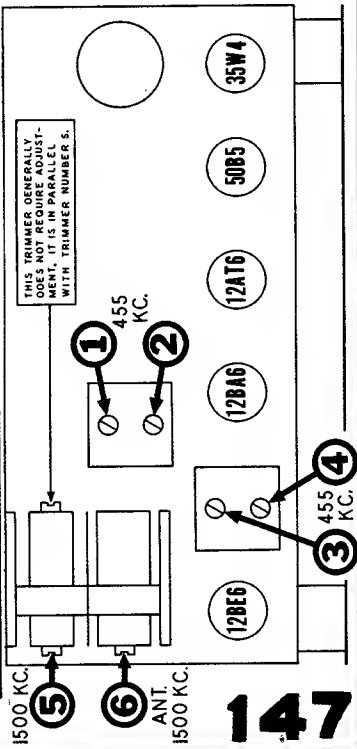 1500 KC.
5
6
ANT.
1500 KC.
THIS TRIMMER GENERALLY
DOES NOT REQUIRE ADJUST-
MENT. IT IS IN PARALLEL
WITH TRIMMER NUMBER 5.
1
455
KC.
2
3
4
455
KC.
12BE6
12BA6
12AT6
50B5
35W4
147